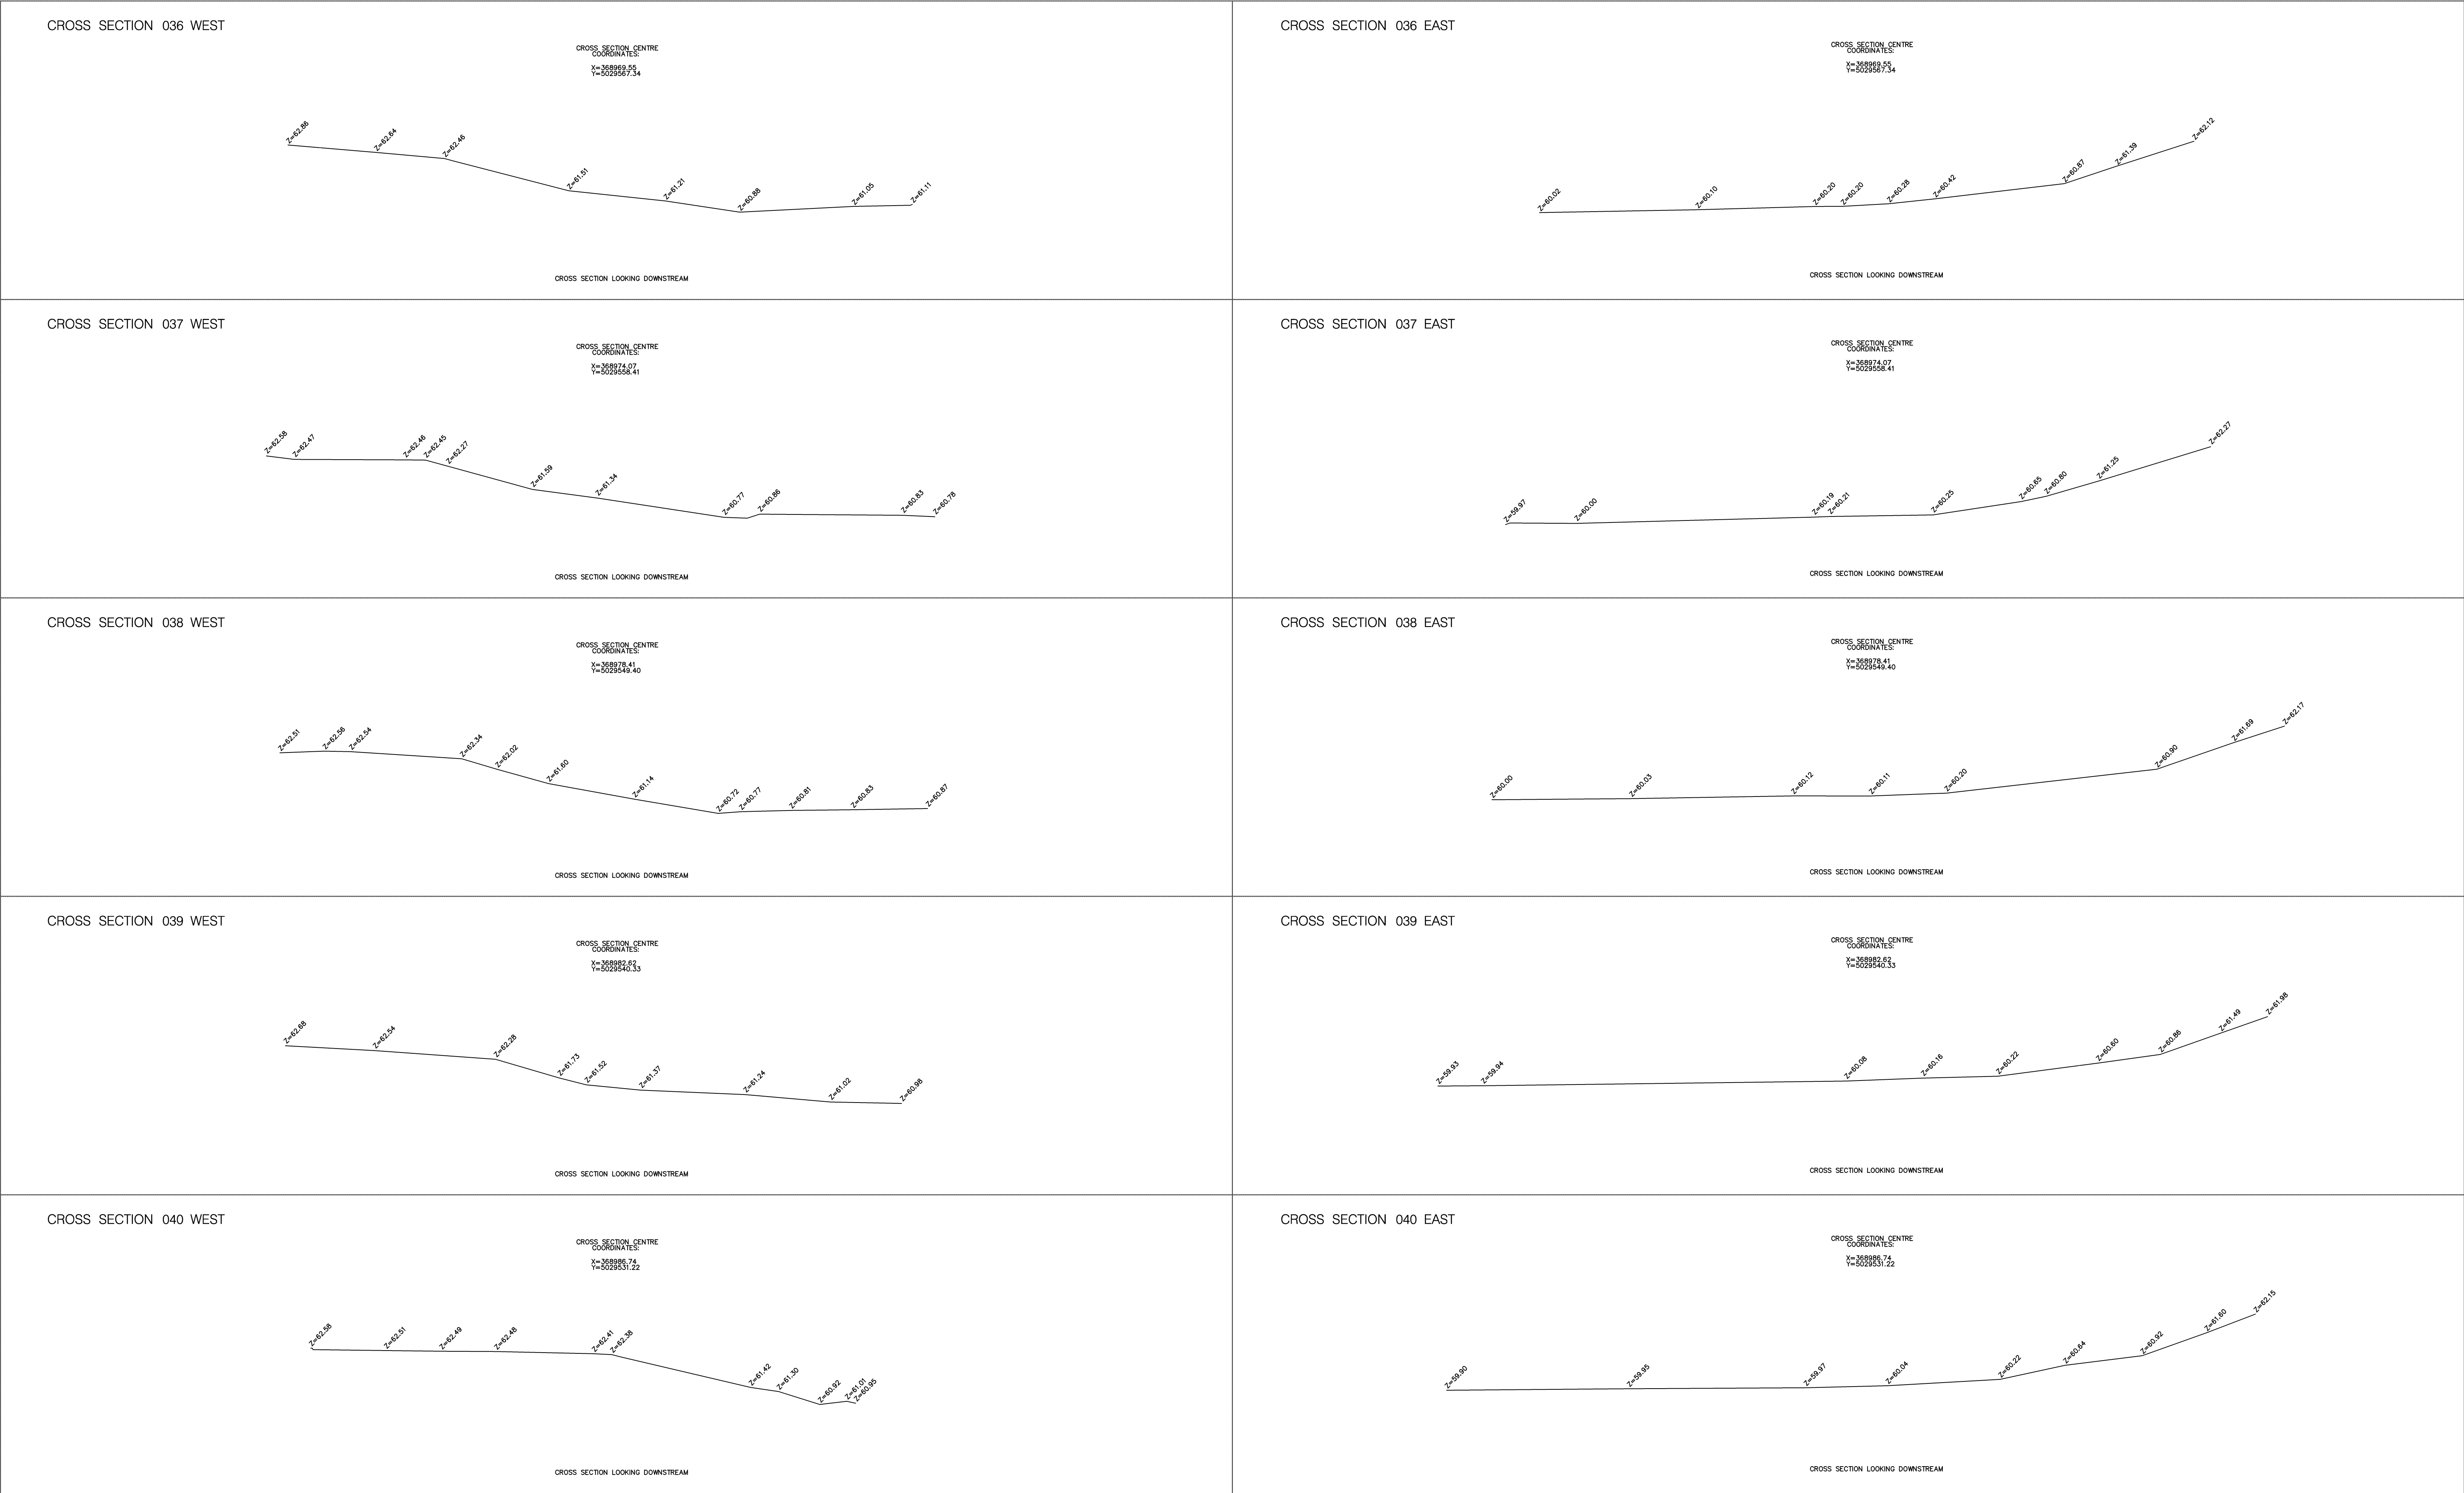 CROSS SECTION 036 WEST
CROSS SECTION CENTRE
COORDINATES:
X=368969.55
Y=5029567.34
Z=62.86
Z=62.64
Z=62.46
Z=61.51
Z=61.21
Z=60.88
Z=61.05
Z=61.11
CROSS SECTION LOOKING DOWNSTREAM
CROSS SECTION 036 EAST
CROSS SECTION CENTRE
COORDINATES:
X=368969.55
Y=5029567.34
Z=60.02
Z=60.10
Z=60.20
Z=60.20
Z=60.28
Z=60.42
Z=60.87
Z=61.39
Z=62.12
CROSS SECTION LOOKING DOWNSTREAM
CROSS SECTION 037 WEST
CROSS SECTION CENTRE
COORDINATES:
X=368974.07
Y=5029558.41
Z=62.58
Z=62.47
Z=62.46
Z=62.45
Z=62.27
Z=61.59
Z=61.34
Z=60.77
Z=60.86
Z=60.83
Z=60.78
CROSS SECTION LOOKING DOWNSTREAM
CROSS SECTION 037 EAST
CROSS SECTION CENTRE
COORDINATES:
X=368974.07
Y=5029558.41
Z=59.97
Z=60.00
Z=60.19
Z=60.21
Z=60.25
Z=60.65
Z=60.80
Z=61.25
Z=62.27
CROSS SECTION LOOKING DOWNSTREAM
CROSS SECTION 038 WEST
CROSS SECTION CENTRE
COORDINATES:
X=368978.41
Y=5029549.40
Z=62.51
Z=62.56
Z=62.54
Z=62.34
Z=62.02
Z=61.60
Z=61.14
Z=60.72
Z=60.77
Z=60.81
Z=60.83
Z=60.87
CROSS SECTION LOOKING DOWNSTREAM
CROSS SECTION 038 EAST
CROSS SECTION CENTRE
COORDINATES:
X=368978.41
Y=5029549.40
Z=60.00
Z=60.03
Z=60.12
Z=60.11
Z=60.20
Z=60.90
Z=61.69
Z=62.17
CROSS SECTION LOOKING DOWNSTREAM
CROSS SECTION 039 WEST
CROSS SECTION CENTRE
COORDINATES:
X=368982.62
Y=5029540.33
Z=62.68
Z=62.54
Z=62.28
Z=61.73
Z=61.52
Z=61.37
Z=61.24
Z=61.02
Z=60.98
CROSS SECTION LOOKING DOWNSTREAM
CROSS SECTION 039 EAST
CROSS SECTION CENTRE
COORDINATES:
X=368982.62
Y=5029540.33
Z=59.93
Z=59.94
Z=60.08
Z=60.16
Z=60.22
Z=60.60
Z=60.86
Z=61.49
Z=61.98
CROSS SECTION LOOKING DOWNSTREAM
CROSS SECTION 040 WEST
CROSS SECTION CENTRE
COORDINATES:
X=368986.74
Y=5029531.22
Z=62.58
Z=62.51
Z=62.49
Z=62.48
Z=62.41
Z=62.38
Z=61.42
Z=61.30
Z=60.92
Z=61.01
Z=60.95
CROSS SECTION LOOKING DOWNSTREAM
CROSS SECTION 040 EAST
CROSS SECTION CENTRE
COORDINATES:
X=368986.74
Y=5029531.22
Z=59.90
Z=59.95
Z=59.97
Z=60.04
Z=60.22
Z=60.64
Z=60.92
Z=61.60
Z=62.15
CROSS SECTION LOOKING DOWNSTREAM